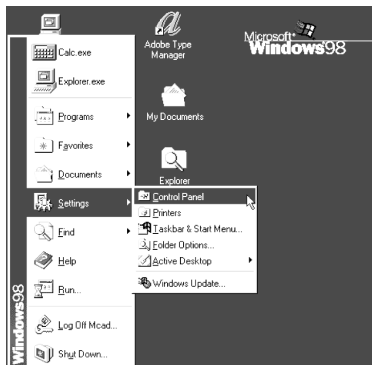 Adobe Type
Manager
Microsoft
Windows98
My Documents
Explorer
Calc.exe
Explorer.exe
Programs
Favorites
Documents
Settings
Find
Help
Run...
Log Off Mcad...
Shut Down...
Control Panel
Printers
Taskbar & Start Menu...
Folder Options...
Active Desktop
Windows Update...
Windows98